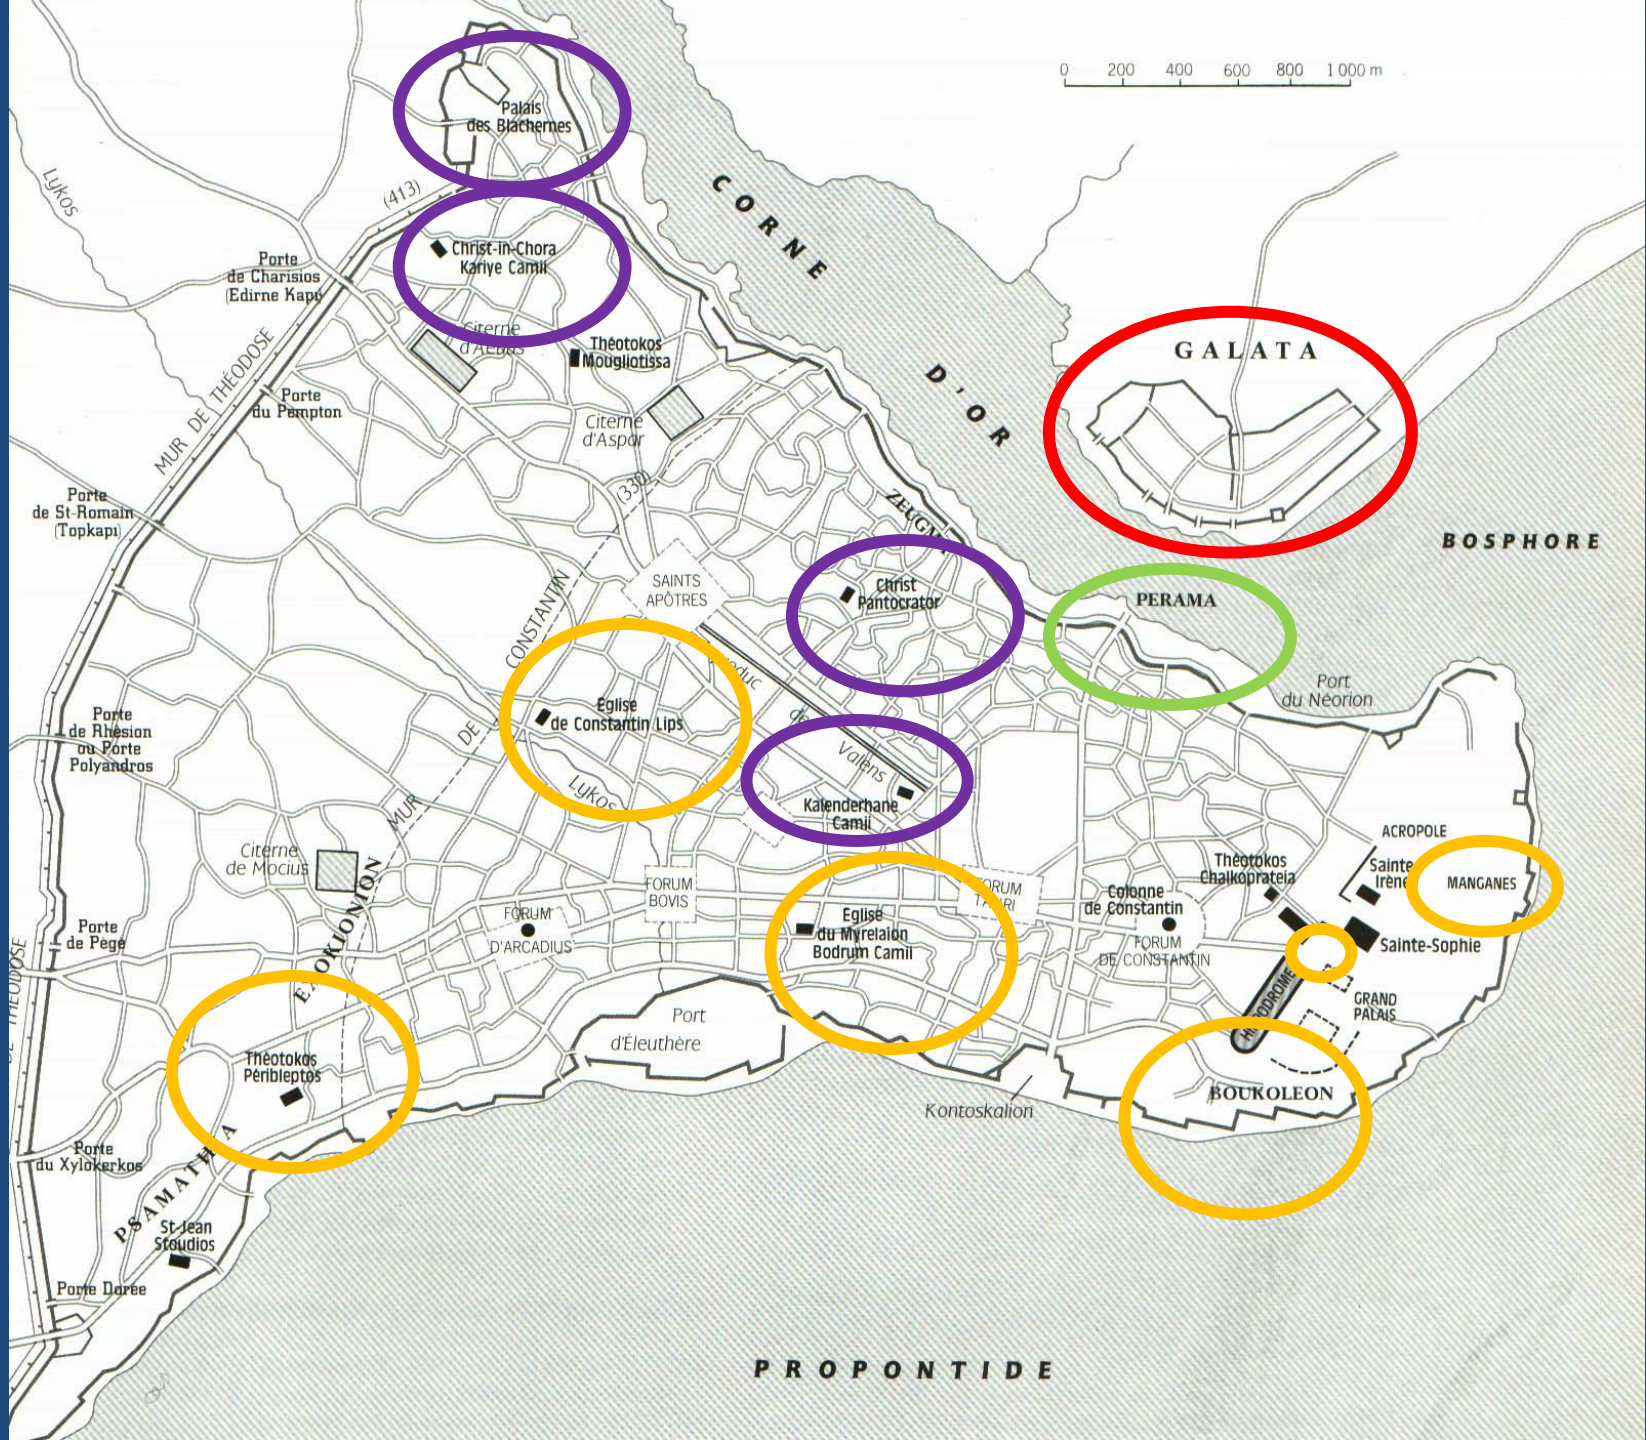 0 200 400 600 800 1 000 m
Palais
des Blachernes
Lykos
(413)
CORNE
D'OR
Christ-in-Chora
Kariye Camii
Porte
de Charisios
(Edirne Kapı)
Citerne
d'Aetius
Théotokos
Mougliotissa
GALATA
MUR DE THÉODOSE
Porte
du Pempton
Citerne
d'Aspar
(330)
Porte
de St-Romain
(Topkapı)
ZEUGMA
BOSPHORE
SAINTS
APÔTRES
Christ
Pantocrator
PERAMA
MUR DE CONSTANTIN
Port
du Néorion
Église
de Constantin Lips
Porte
de Rhésion
ou Porte
Polyandros
de
Valens
Lykos
Kalenderhane
Camii
ACROPOLE
Citerne
de Mocius
Théotokos
Chalkoprateia
Sainte
Irène
MANGANES
FORUM
BOVIS
FORUM
Colonne
de Constantin
EXOKIONION
FORUM
D'ARCADIUS
Eglise
du Myrelaion
Bodrum Camii
Porte
de Pègè
FORUM
DE CONSTANTIN
Sainte-Sophie
THÉODOSE
HIPPODROME
GRAND
PALAIS
Port
d'Éleuthère
Théotokos
Péribleptos
BOUKOLEON
Kontoskalion
Porte
du Xylokerkos
PSAMATHIA
St-Jean
Stoudios
Porte Dorée
PROPONTIDE